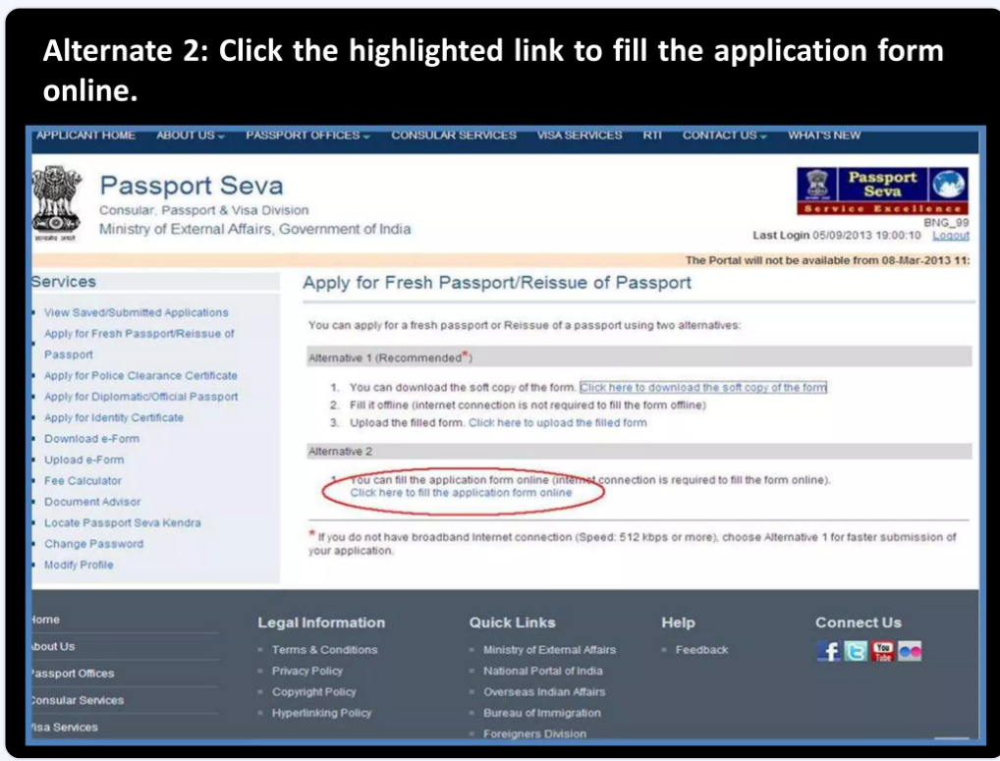 Alternate 2: Click the highlighted link to fill the application form
online.
APPLICANT HOME ABOUT US PASSPORT OFFICES CONSULAR SERVICES VISA SERVICES RTI CONTACT US WHAT'S NEW
Passport Seva
Consular, Passport & Visa Division
Ministry of External Affairs, Government of India
सत्यमेव जयते
Passport
Seva
Service Excellence
BNG_99
Last Login 05/09/2013 19:00:10 Logout
The Portal will not be available from 08-Mar-2013 11:
Services
View Saved/Submitted Applications
Apply for Fresh Passport/Reissue of
Passport
Apply for Police Clearance Certificate
Apply for Diplomatic/Official Passport
Apply for Identity Certificate
Download e-Form
Upload e-Form
Fee Calculator
Document Advisor
Locate Passport Seva Kendra
Change Password
Modify Profile
Apply for Fresh Passport/Reissue of Passport
You can apply for a fresh passport or Reissue of a passport using two alternatives:
Alternative 1 (Recommended*)
1. You can download the soft copy of the form. Click here to download the soft copy of the form
2. Fill it offline (internet connection is not required to fill the form offline)
3. Upload the filled form. Click here to upload the filled form
Alternative 2
1. You can fill the application form online (internet connection is required to fill the form online).
Click here to fill the application form online
* If you do not have broadband Internet connection (Speed: 512 kbps or more), choose Alternative 1 for faster submission of
your application.
Home
About Us
Passport Offices
Consular Services
Visa Services
Legal Information
Terms & Conditions
Privacy Policy
Copyright Policy
Hyperlinking Policy
Quick Links
Ministry of External Affairs
National Portal of India
Overseas Indian Affairs
Bureau of Immigration
Foreigners Division
Help
Feedback
Connect Us
You
Tube